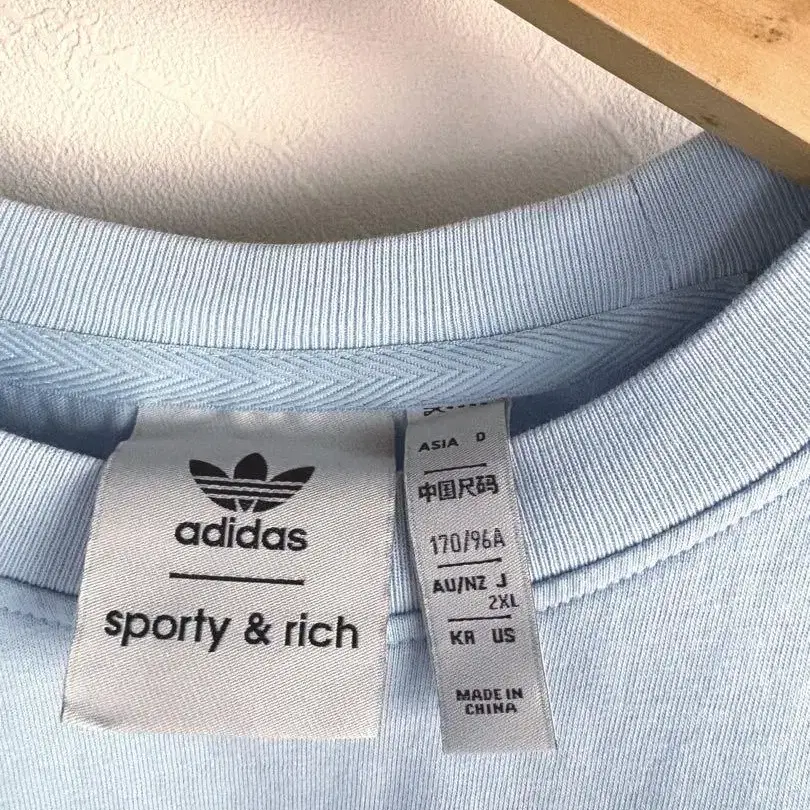 adidas
sporty & rich
ASIA D
中国尺码
170/96A
AU/NZ J
2XL
KR US
MADE IN
CHINA